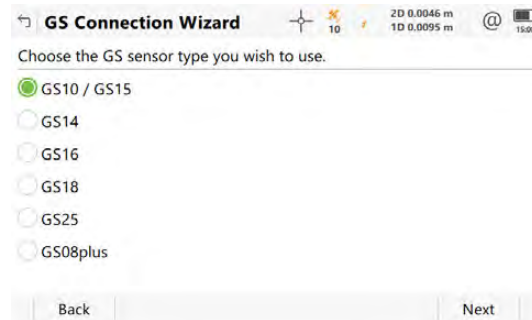 GS Connection Wizard
10
2D 0.0046 m
1D 0.0095 m
@
Choose the GS sensor type you wish to use.
GS10 / GS15
GS14
GS16
GS18
GS25
GS08plus
Back
Next